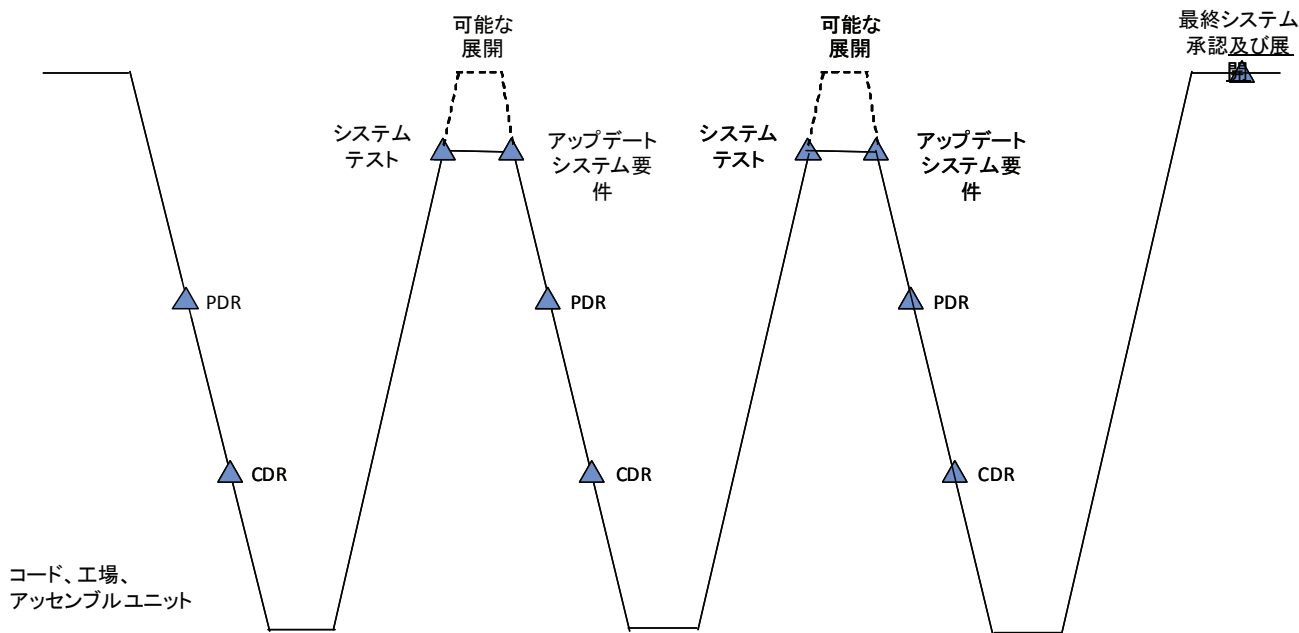 可能な
展開
可能な
展開
最終システム
承認及び展
開
システム
テスト
アップデート
システム要
件
システム
テスト
アップデート
システム要
件
PDR
PDR
PDR
CDR
CDR
CDR
コード、工場、
アッセンブルユニット